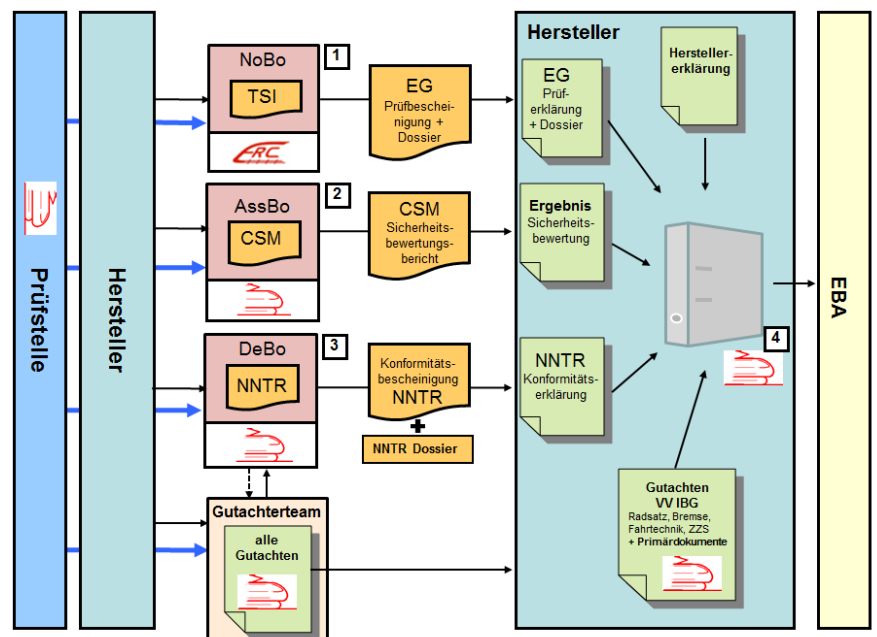 Prüfstelle
Hersteller
NoBo
1
TSI
ERC
EG
Prüfbeschei-
nigung +
Dossier
AssBo
2
CSM
CSM
Sicherheits-
bewertungs-
bericht
DeBo
3
NNTR
Konformitäts-
bescheinigung
NNTR
+
NNTR Dossier
Gutachterteam
alle
Gutachten
Hersteller
EG
Prüf-
erklärung
+ Dossier
Hersteller-
erklärung
Ergebnis
Sicherheits-
bewertung
NNTR
Konformitäts-
erklärung
4
Gutachten
VV IBG
Radsatz, Bremse,
Fahrtechnik, ZZS
+ Primärdokumente
EBA